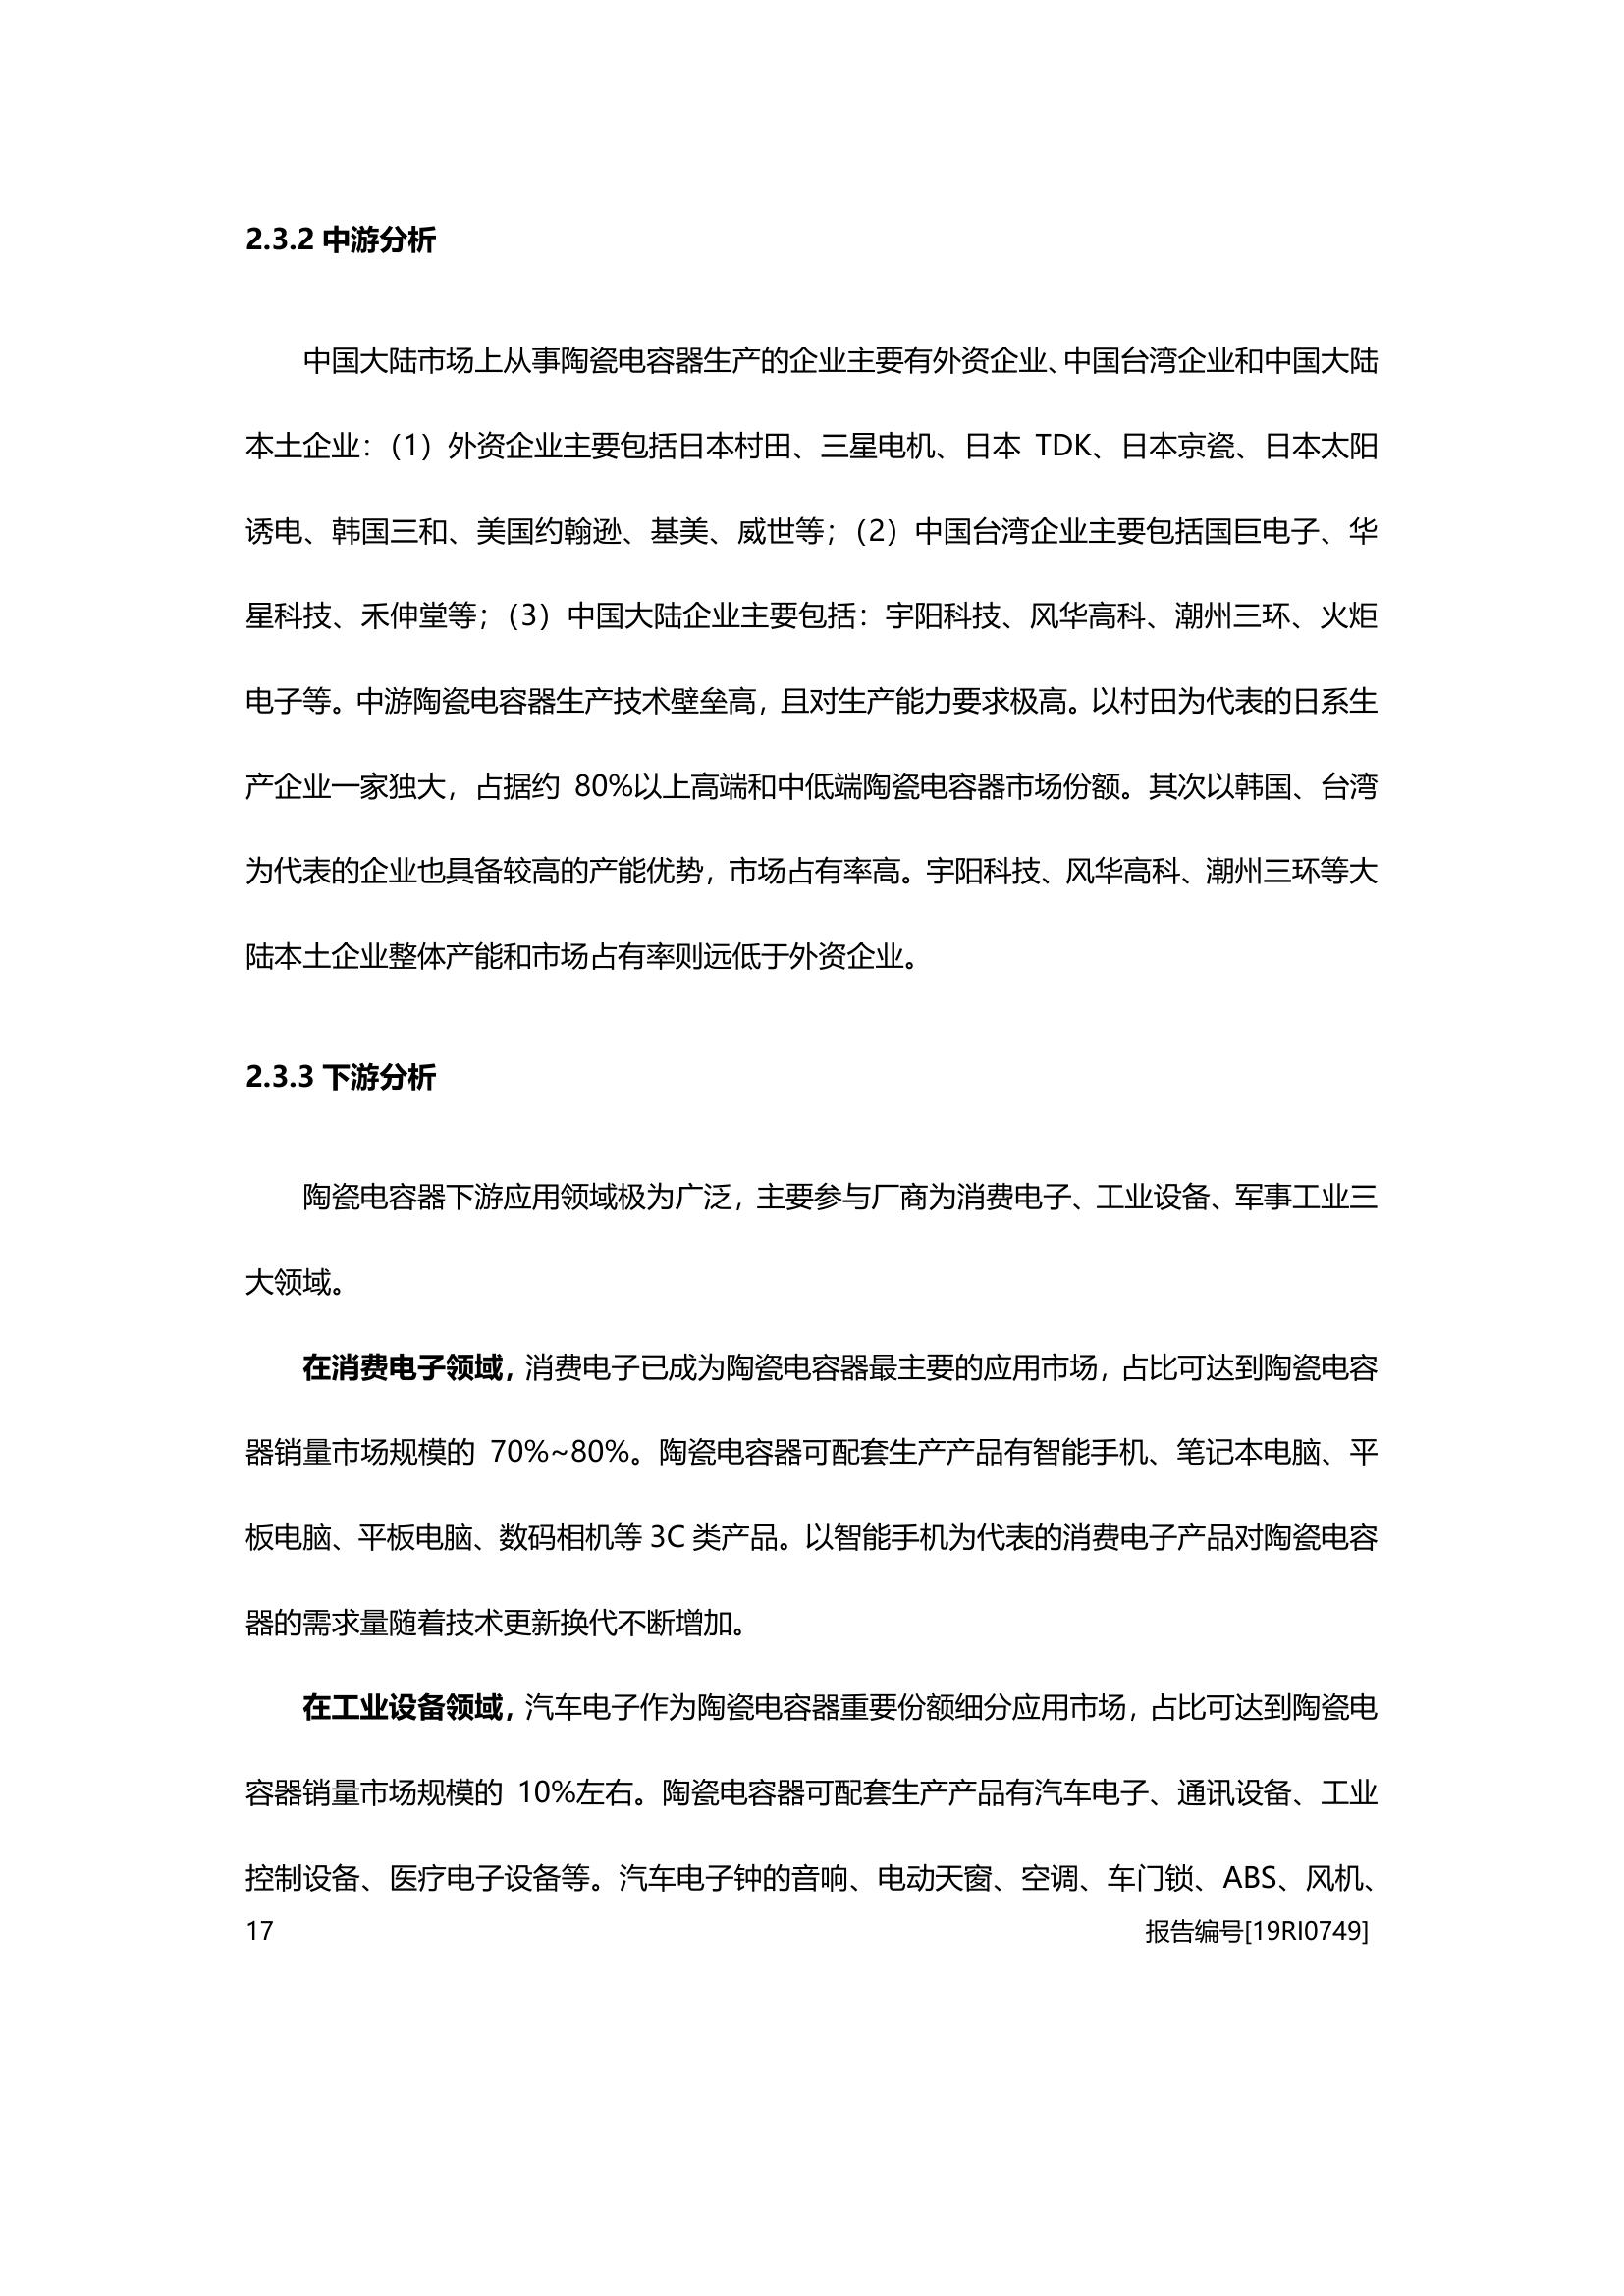 2.3.2 中游分析
中国大陆市场上从事陶瓷电容器生产的企业主要有外资企业、中国台湾企业和中国大陆
本土企业：（1）外资企业主要包括日本村田、三星电机、日本 TDK、日本京瓷、日本太阳
诱电、韩国三和、美国约翰逊、基美、威世等；（2）中国台湾企业主要包括国巨电子、华
星科技、禾伸堂等；（3）中国大陆企业主要包括：宇阳科技、风华高科、潮州三环、火炬
电子等。中游陶瓷电容器生产技术壁垒高，且对生产能力要求极高。以村田为代表的日系生
产企业一家独大，占据约 80%以上高端和中低端陶瓷电容器市场份额。其次以韩国、台湾
为代表的企业也具备较高的产能优势，市场占有率高。宇阳科技、风华高科、潮州三环等大
陆本土企业整体产能和市场占有率则远低于外资企业。
2.3.3 下游分析
陶瓷电容器下游应用领域极为广泛，主要参与厂商为消费电子、工业设备、军事工业三
大领域。
在消费电子领域，消费电子已成为陶瓷电容器最主要的应用市场，占比可达到陶瓷电容
器销量市场规模的 70%~80%。陶瓷电容器可配套生产产品有智能手机、笔记本电脑、平
板电脑、平板电脑、数码相机等 3C 类产品。以智能手机为代表的消费电子产品对陶瓷电容
器的需求量随着技术更新换代不断增加。
在工业设备领域，汽车电子作为陶瓷电容器重要份额细分应用市场，占比可达到陶瓷电
容器销量市场规模的 10%左右。陶瓷电容器可配套生产产品有汽车电子、通讯设备、工业
控制设备、医疗电子设备等。汽车电子钟的音响、电动天窗、空调、车门锁、ABS、风机、
17 报告编号[19RI0749]